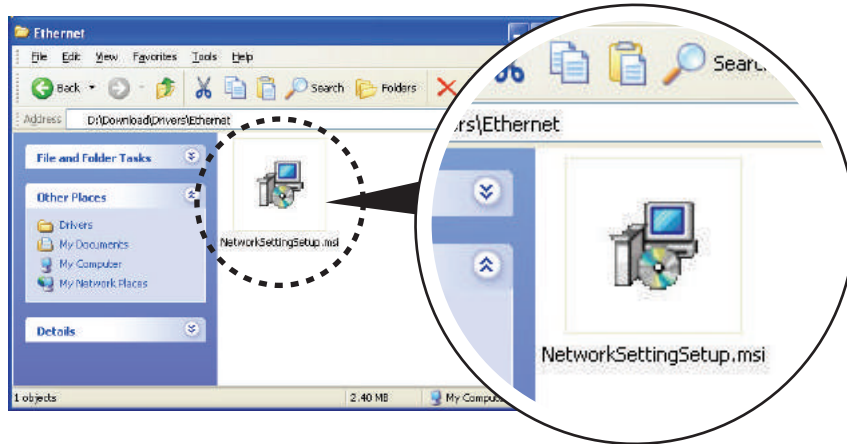 Ethernet
File Edit View Favorites Tools Help
Back Search Folders
Address D:\Download\Drivers\Ethernet
File and Folder Tasks
Other Places
Drivers
My Documents
My Computer
My Network Places
Details
NetworkSettingSetup.msi
1 objects 2.40 MB My Compu
Searc
rs\Ethernet
NetworkSettingSetup.msi